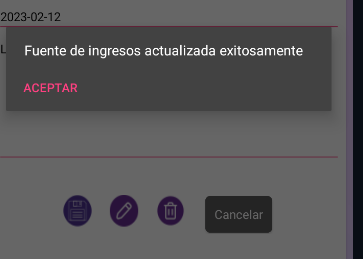 2023-02-12
L
Fuente de ingresos actualizada exitosamente
ACEPTAR
Cancelar